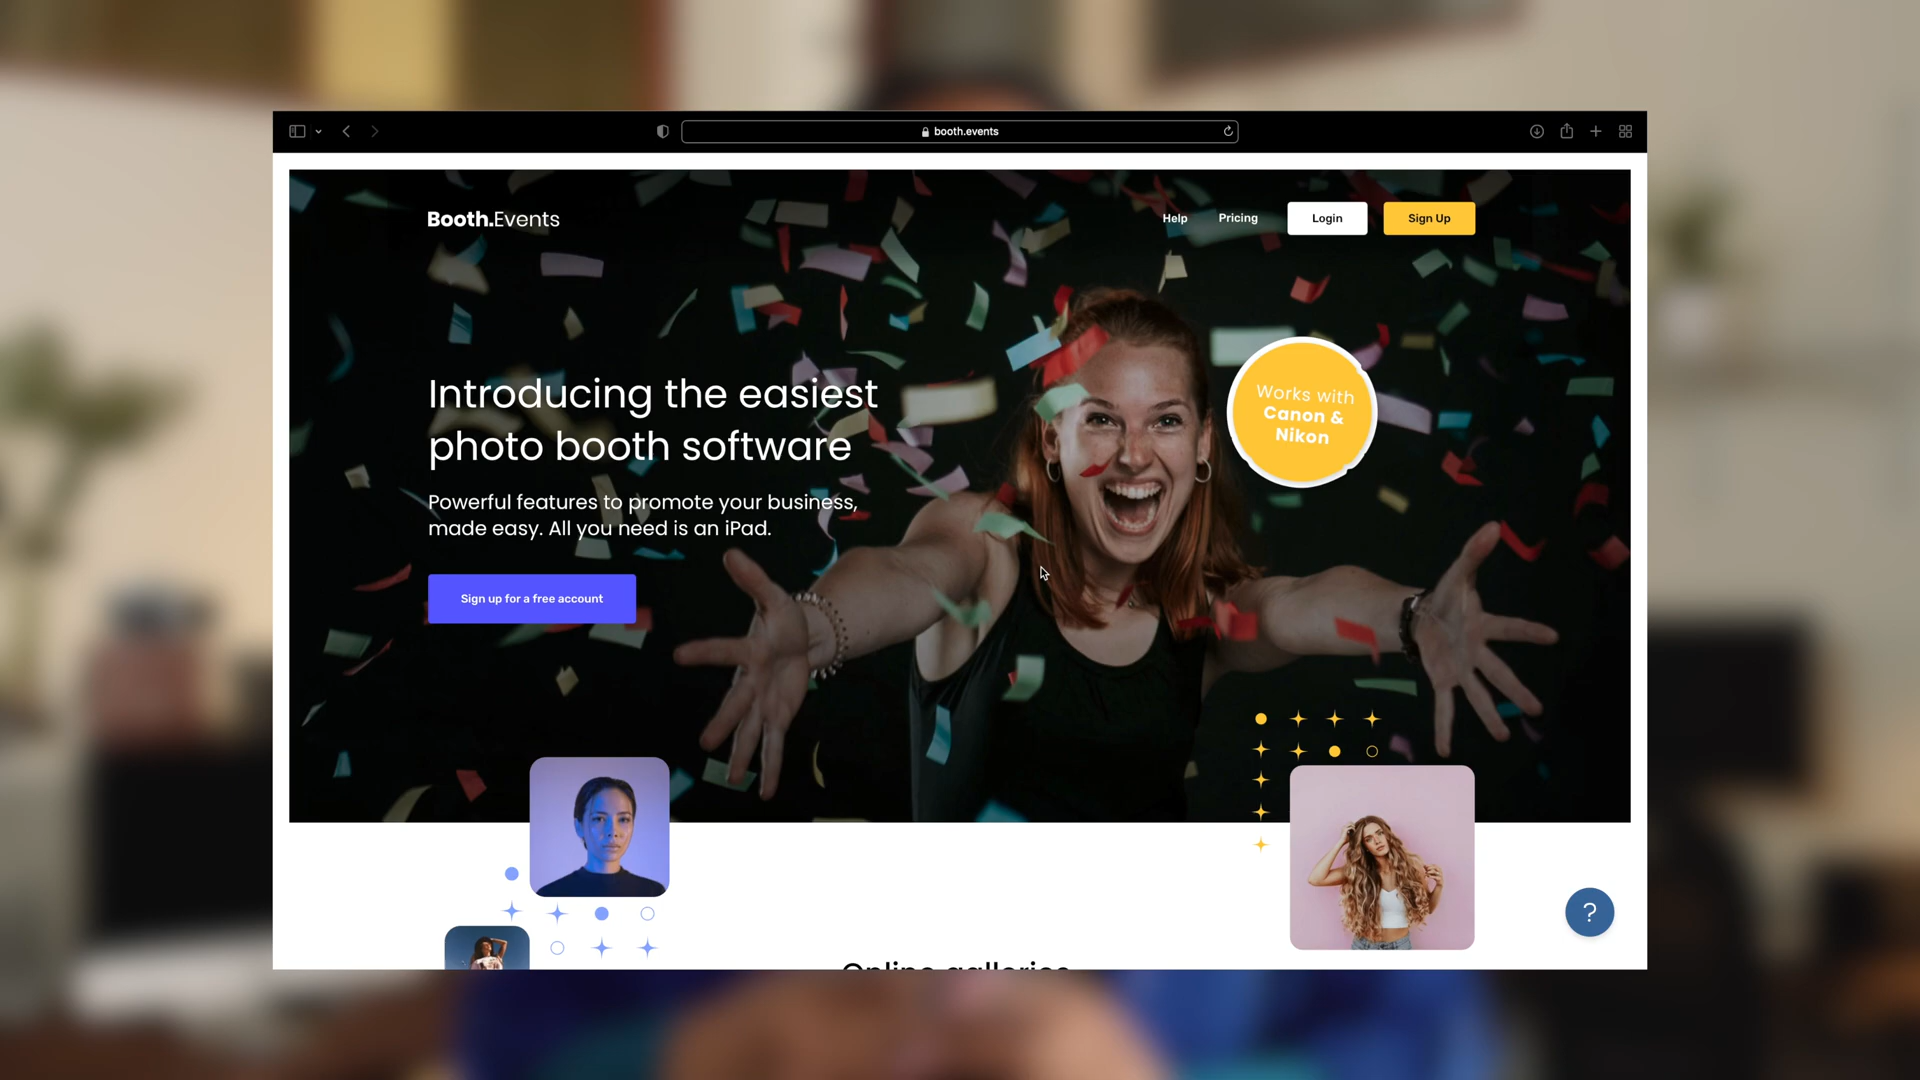 booth.events
Booth.Events
Help
Pricing
Login
Sign Up
Introducing the easiest
photo booth software
Works with
Canon &
Nikon
Powerful features to promote your business,
made easy. All you need is an iPad.
Sign up for a free account
?
Online galleries